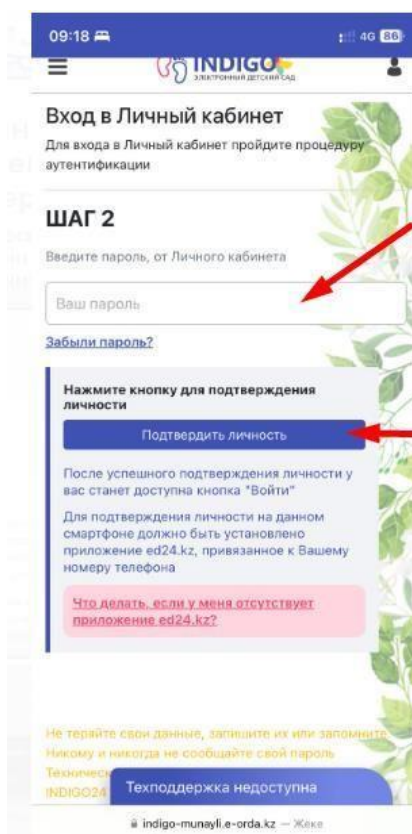 09:18
4G 86
INDIGO
ЭЛЕКТРОННЫЙ ДЕТСКИЙ САД
Вход в Личный кабинет
Для входа в Личный кабинет пройдите процедуру
аутентификации
ШАГ 2
Введите пароль, от Личного кабинета
Ваш пароль
Забыли пароль?
Нажмите кнопку для подтверждения
личности
Подтвердить личность
После успешного подтверждения личности у
вас станет доступна кнопка "Войти"
Для подтверждения личности на данном
смартфоне должно быть установлено
приложение ed24.kz, привязанное к Вашему
номеру телефона
Что делать, если у меня отсутствует
приложение ed24.kz?
Не теряйте свои данные, запишите их или запомните
Никому и никогда не сообщайте свой пароль
Техничес
INDIGO24
Техподдержка недоступна
indigo-munayli.e-orda.kz — Жеке